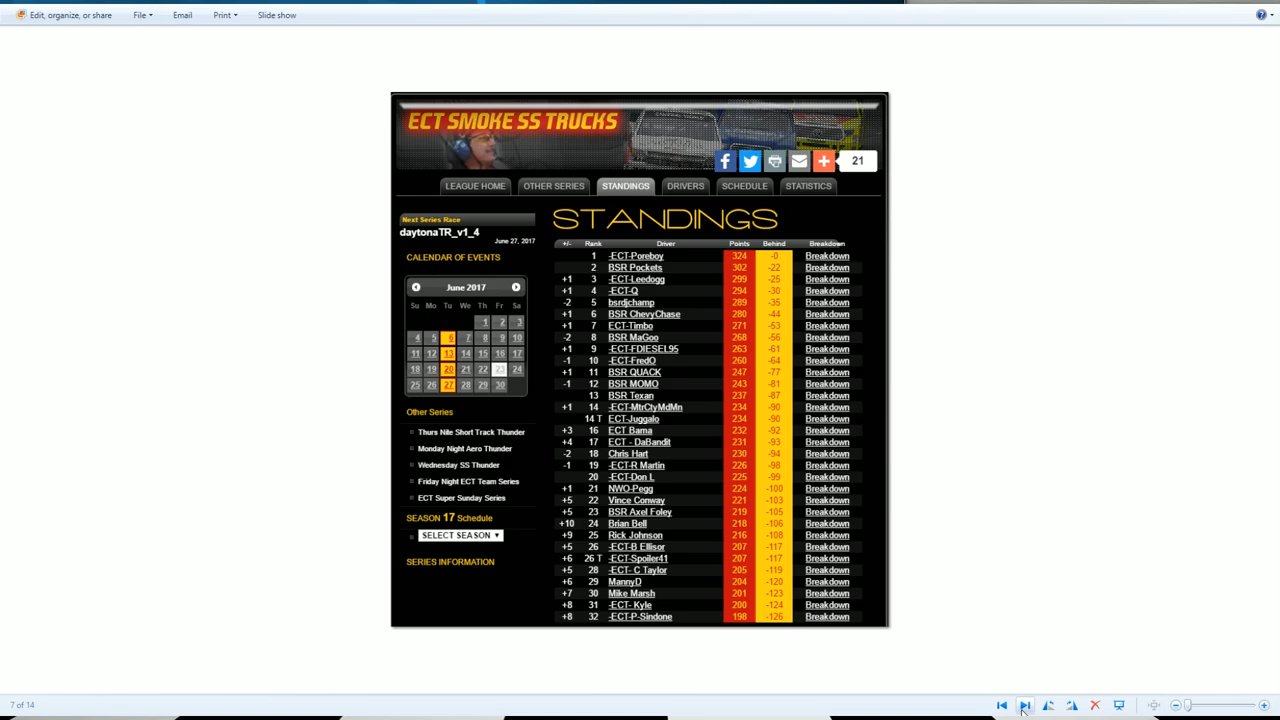 Edit, organize, or share File Email Print Slide show
ECT SMOKE SS TRUCKS
21
LEAGUE HOME OTHER SERIES STANDINGS DRIVERS SCHEDULE STATISTICS
Next Series Race
daytonaTR_v1_4
June 27, 2017
CALENDAR OF EVENTS
June 2017
Su Mo Tu We Th Fr Sa
1 2 3
4 5 6 7 8 9 10
11 12 13 14 15 16 17
18 19 20 21 22 23 24
25 26 27 28 29 30
Other Series
Thurs Nite Short Track Thunder
Monday Night Aero Thunder
Wednesday SS Thunder
Friday Night ECT Team Series
ECT Super Sunday Series
SEASON 17 Schedule
SELECT SEASON
SERIES INFORMATION
STANDINGS
+/- Rank Driver Points Behind Breakdown
1 -ECT-Poreboy 324 -0 Breakdown
2 BSR Pockets 302 -22 Breakdown
+1 3 -ECT-Leedogg 299 -25 Breakdown
+1 4 -ECT-Q 294 -30 Breakdown
-2 5 bsrdjchamp 289 -35 Breakdown
+1 6 BSR ChevyChase 280 -44 Breakdown
+1 7 ECT-Timbo 271 -53 Breakdown
-2 8 BSR MaGoo 268 -56 Breakdown
+1 9 -ECT-FDIESEL95 263 -61 Breakdown
-1 10 -ECT-FredO 260 -64 Breakdown
+1 11 BSR QUACK 247 -77 Breakdown
-1 12 BSR MOMO 243 -81 Breakdown
13 BSR Texan 237 -87 Breakdown
+1 14 -ECT-MtrCtyMdMn 234 -90 Breakdown
14 T ECT-Juggalo 234 -90 Breakdown
+3 16 ECT Bama 232 -92 Breakdown
+4 17 ECT - DaBandit 231 -93 Breakdown
-2 18 Chris Hart 230 -94 Breakdown
-1 19 -ECT-R Martin 226 -98 Breakdown
20 -ECT-Don L 225 -99 Breakdown
+1 21 NWO-Pegg 224 -100 Breakdown
+5 22 Vince Conway 221 -103 Breakdown
+5 23 BSR Axel Foley 219 -105 Breakdown
+10 24 Brian Bell 218 -106 Breakdown
+9 25 Rick Johnson 216 -108 Breakdown
+5 26 -ECT-B Ellisor 207 -117 Breakdown
+6 26 T -ECT-Spoiler41 207 -117 Breakdown
+5 28 -ECT- C Taylor 205 -119 Breakdown
+6 29 MannyD 204 -120 Breakdown
+7 30 Mike Marsh 201 -123 Breakdown
+8 31 -ECT- Kyle 200 -124 Breakdown
+8 32 -ECT-P-Sindone 198 -126 Breakdown
7 of 14